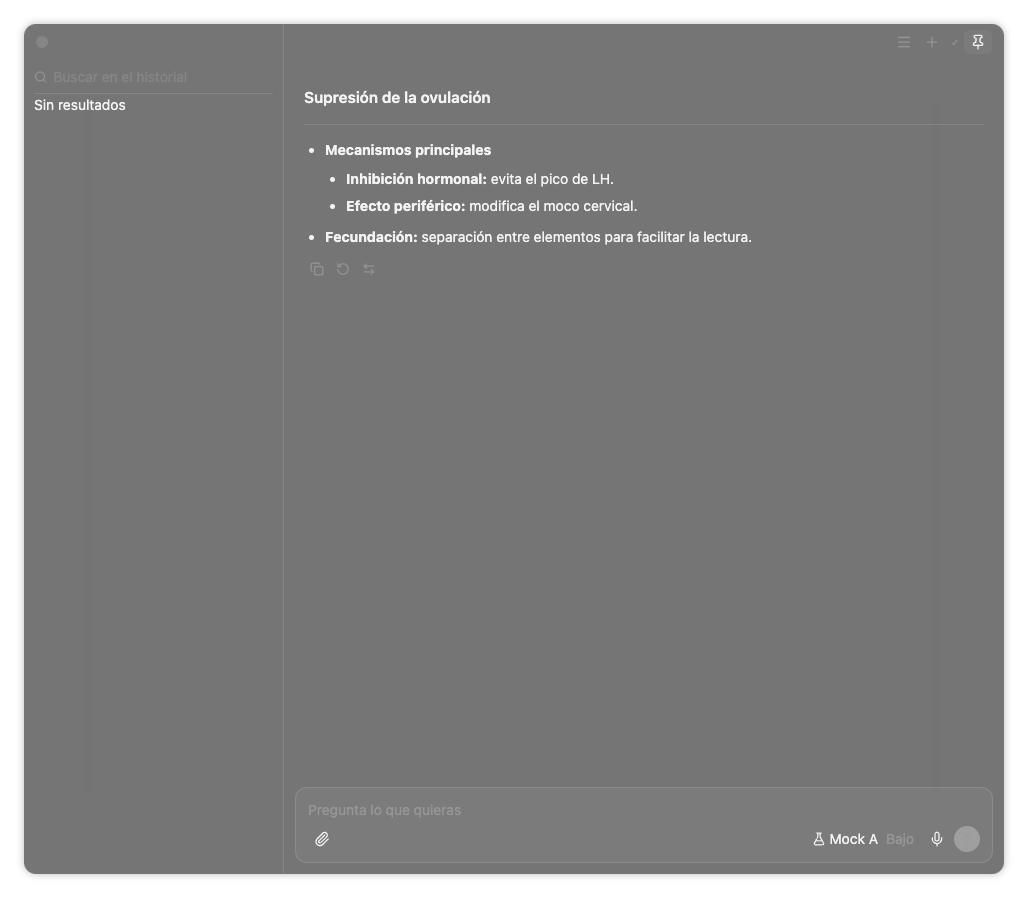 Buscar en el historial
Sin resultados
Supresión de la ovulación
Mecanismos principales
Inhibición hormonal: evita el pico de LH.
Efecto periférico: modifica el moco cervical.
Fecundación: separación entre elementos para facilitar la lectura.
Pregunta lo que quieras
Mock A Bajo